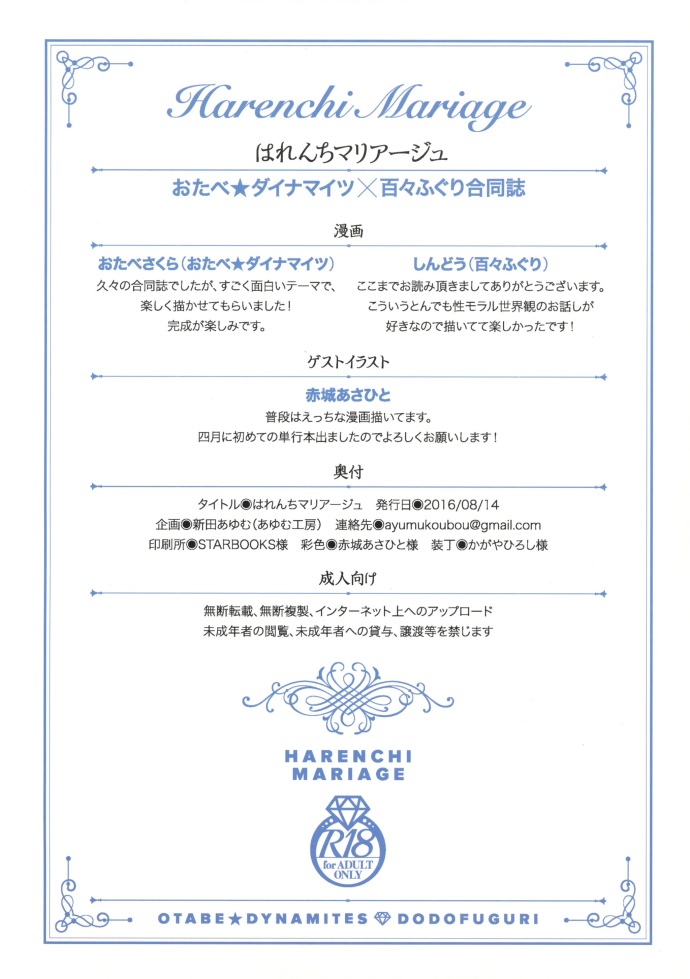 Harenchi Mariage
はれんちマリアージュ
おたべ★ダイナマイツ×百々ふぐり合同誌
漫画
おたべさくら(おたべ★ダイナマイツ)
久々の合同誌でしたが、すごく面白いテーマで、
楽しく描かせてもらいました!
完成が楽しみです。
しんどう(百々ふぐり)
ここまでお読み頂きましてありがとうございます。
こういうとんでも性モラル世界観のお話しが
好きなので描いてて楽しかったです!
ゲストイラスト
赤城あさひと
普段はえっちな漫画描いてます。
四月に初めての単行本出ましたのでよろしくお願いします!
奥付
タイトル◉はれんちマリアージュ 発行日◉2016/08/14
企画◉新田あゆむ(あゆむ工房) 連絡先◉ayumukoubou@gmail.com
印刷所◉STARBOOKS様 彩色◉赤城あさひと様 装丁◉かがやひろし様
成人向け
無断転載、無断複製、インターネット上へのアップロード
未成年者の閲覧、未成年者への貸与、譲渡等を禁じます
HARENCHI
MARIAGE
R18
for ADULT
ONLY
OTABE★DYNAMITES DODOFUGURI